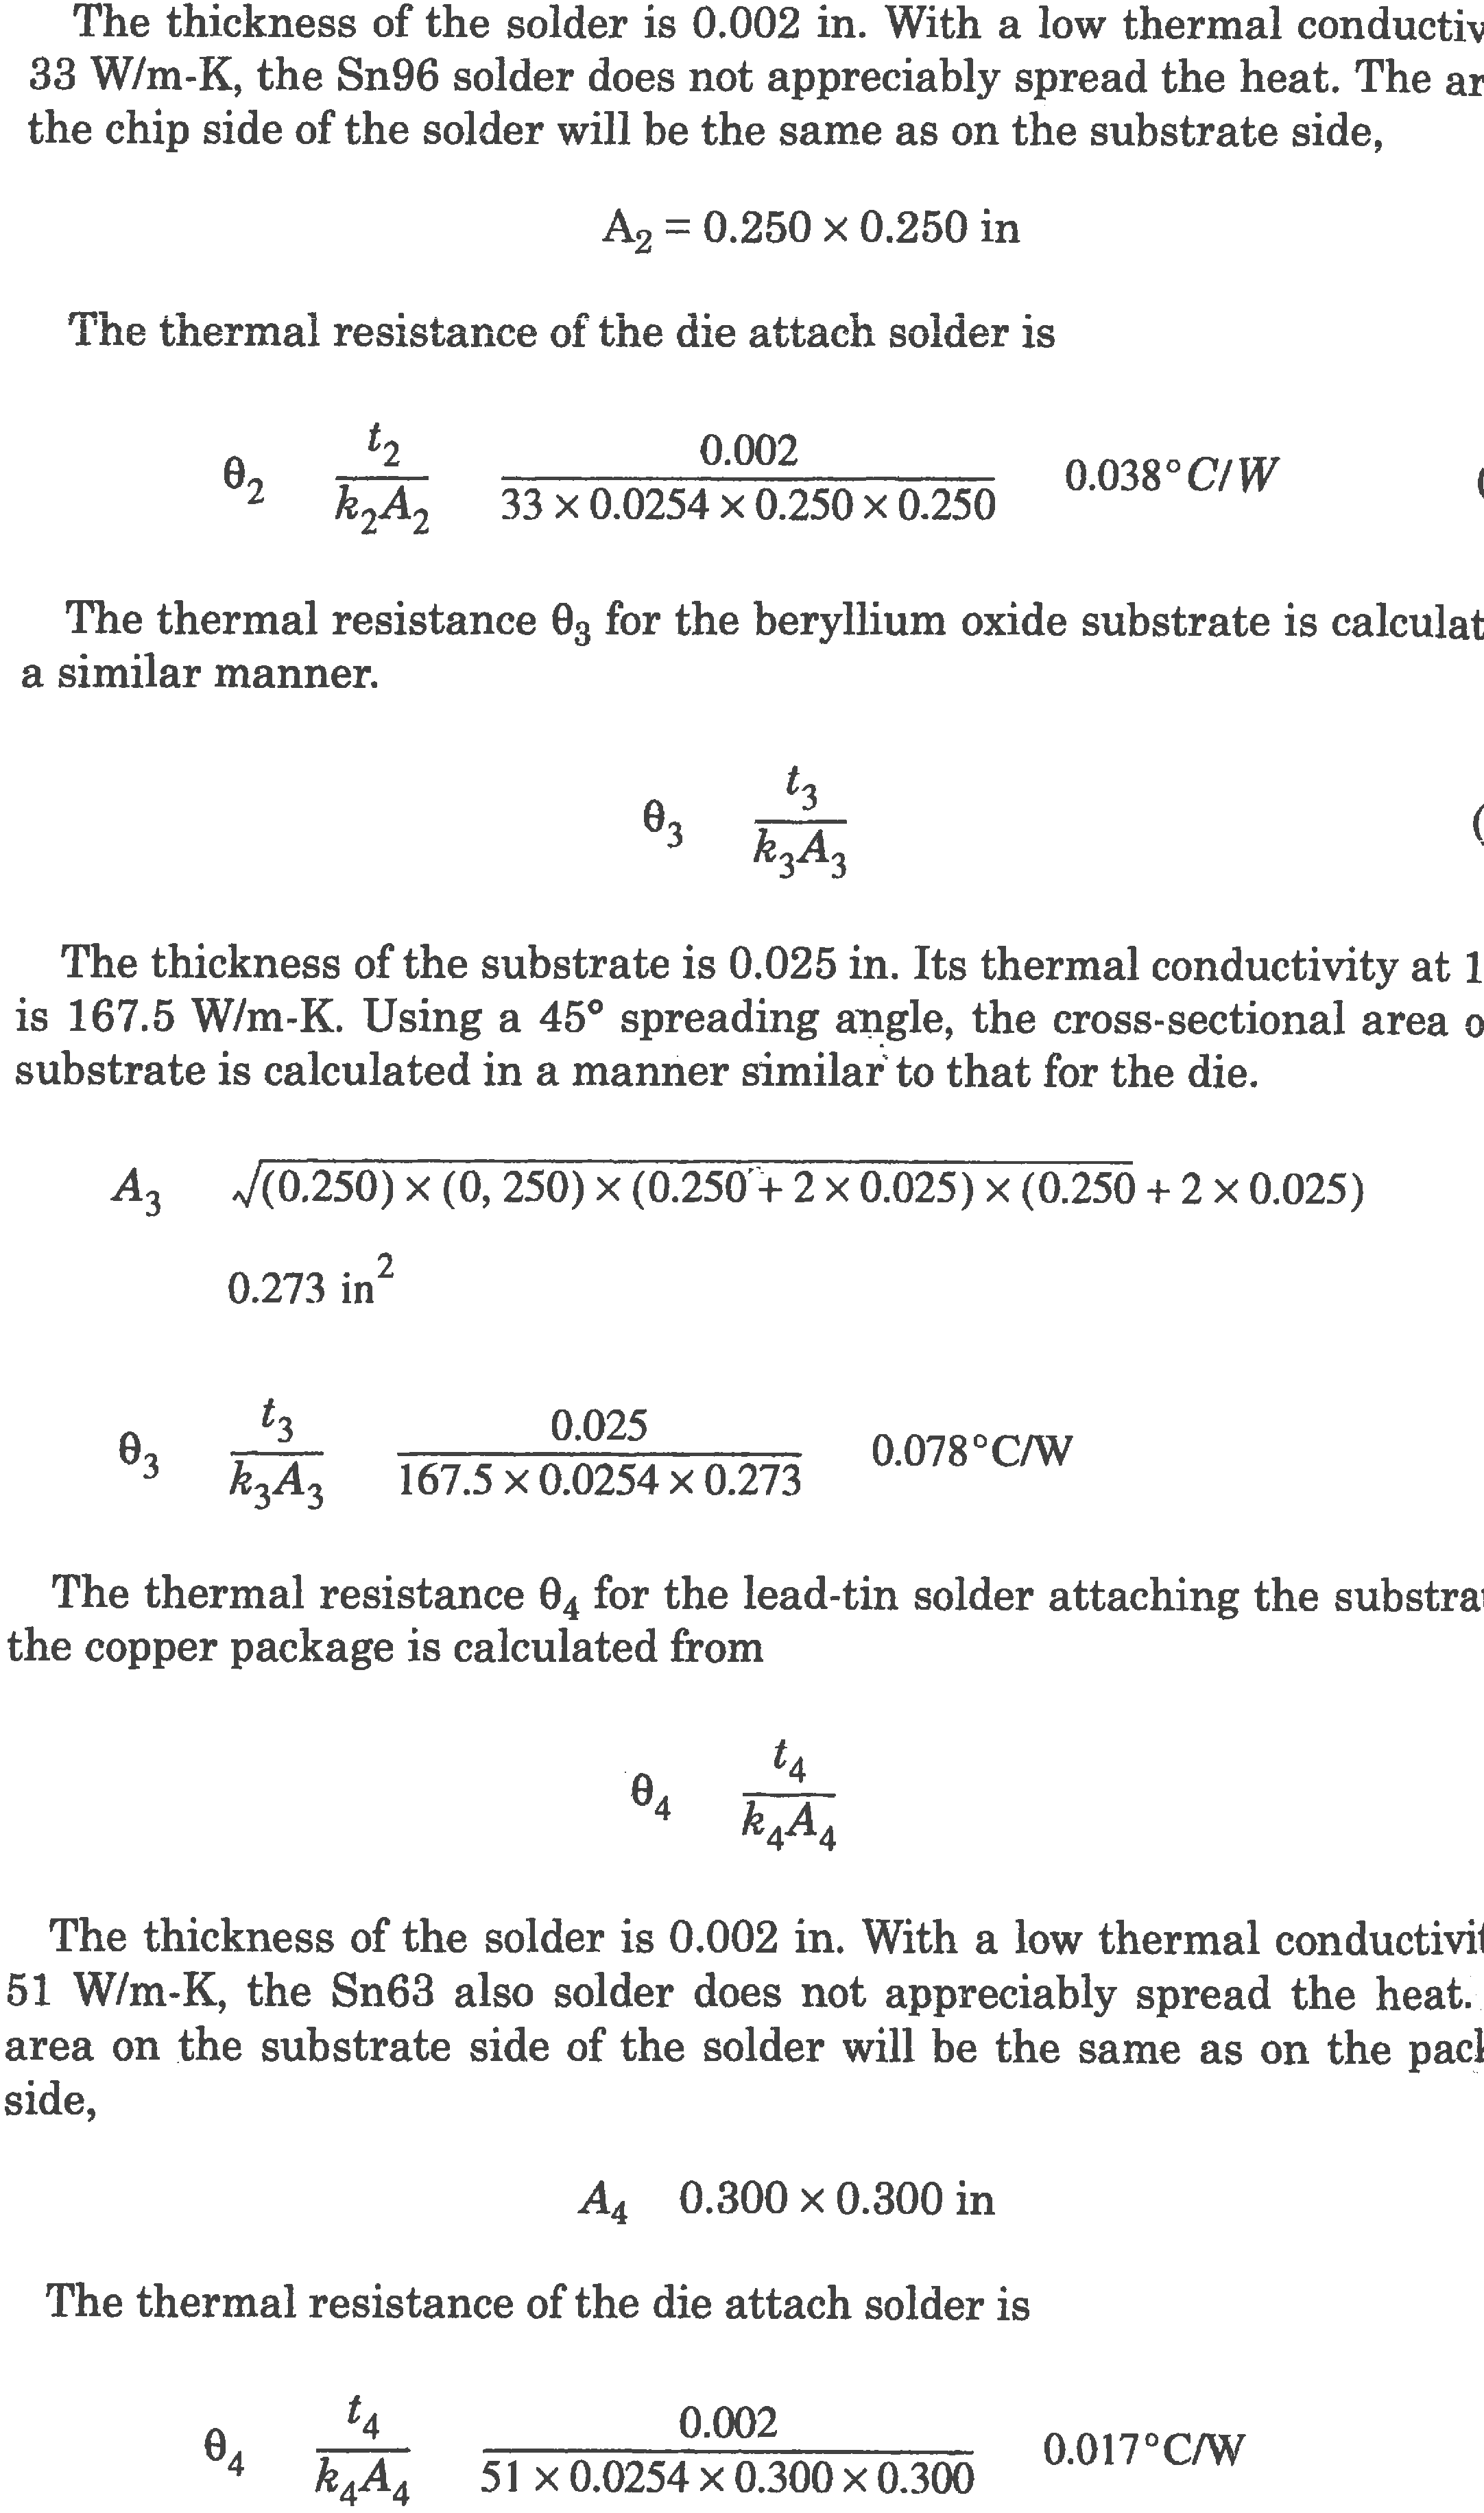 The thickness of the solder is 0.002 in. With a low thermal conductiv
33 W/m-K, the Sn96 solder does not appreciably spread the heat. The ar
the chip side of the solder will be the same as on the substrate side,
A₂ = 0.250 × 0.250 in
The thermal resistance of the die attach solder is
θ₂ t₂/k₂A₂ 0.002/33 × 0.0254 × 0.250 × 0.250 0.038°C/W (
The thermal resistance θ₃ for the beryllium oxide substrate is calculat
a similar manner.
θ₃ t₃/k₃A₃ (
The thickness of the substrate is 0.025 in. Its thermal conductivity at 1
is 167.5 W/m-K. Using a 45° spreading angle, the cross-sectional area o
substrate is calculated in a manner similar to that for the die.
A₃ √(0.250) × (0, 250) × (0.250 + 2 × 0.025) × (0.250 + 2 × 0.025)
0.273 in²
θ₃ t₃/k₃A₃ 0.025/167.5 × 0.0254 × 0.273 0.078°C/W
The thermal resistance θ₄ for the lead-tin solder attaching the substra
the copper package is calculated from
θ₄ t₄/k₄A₄
The thickness of the solder is 0.002 in. With a low thermal conductivit
51 W/m-K, the Sn63 also solder does not appreciably spread the heat.
area on the substrate side of the solder will be the same as on the pack
side,
A₄ 0.300 × 0.300 in
The thermal resistance of the die attach solder is
θ₄ t₄/k₄A₄ 0.002/51 × 0.0254 × 0.300 × 0.300 0.017°C/W